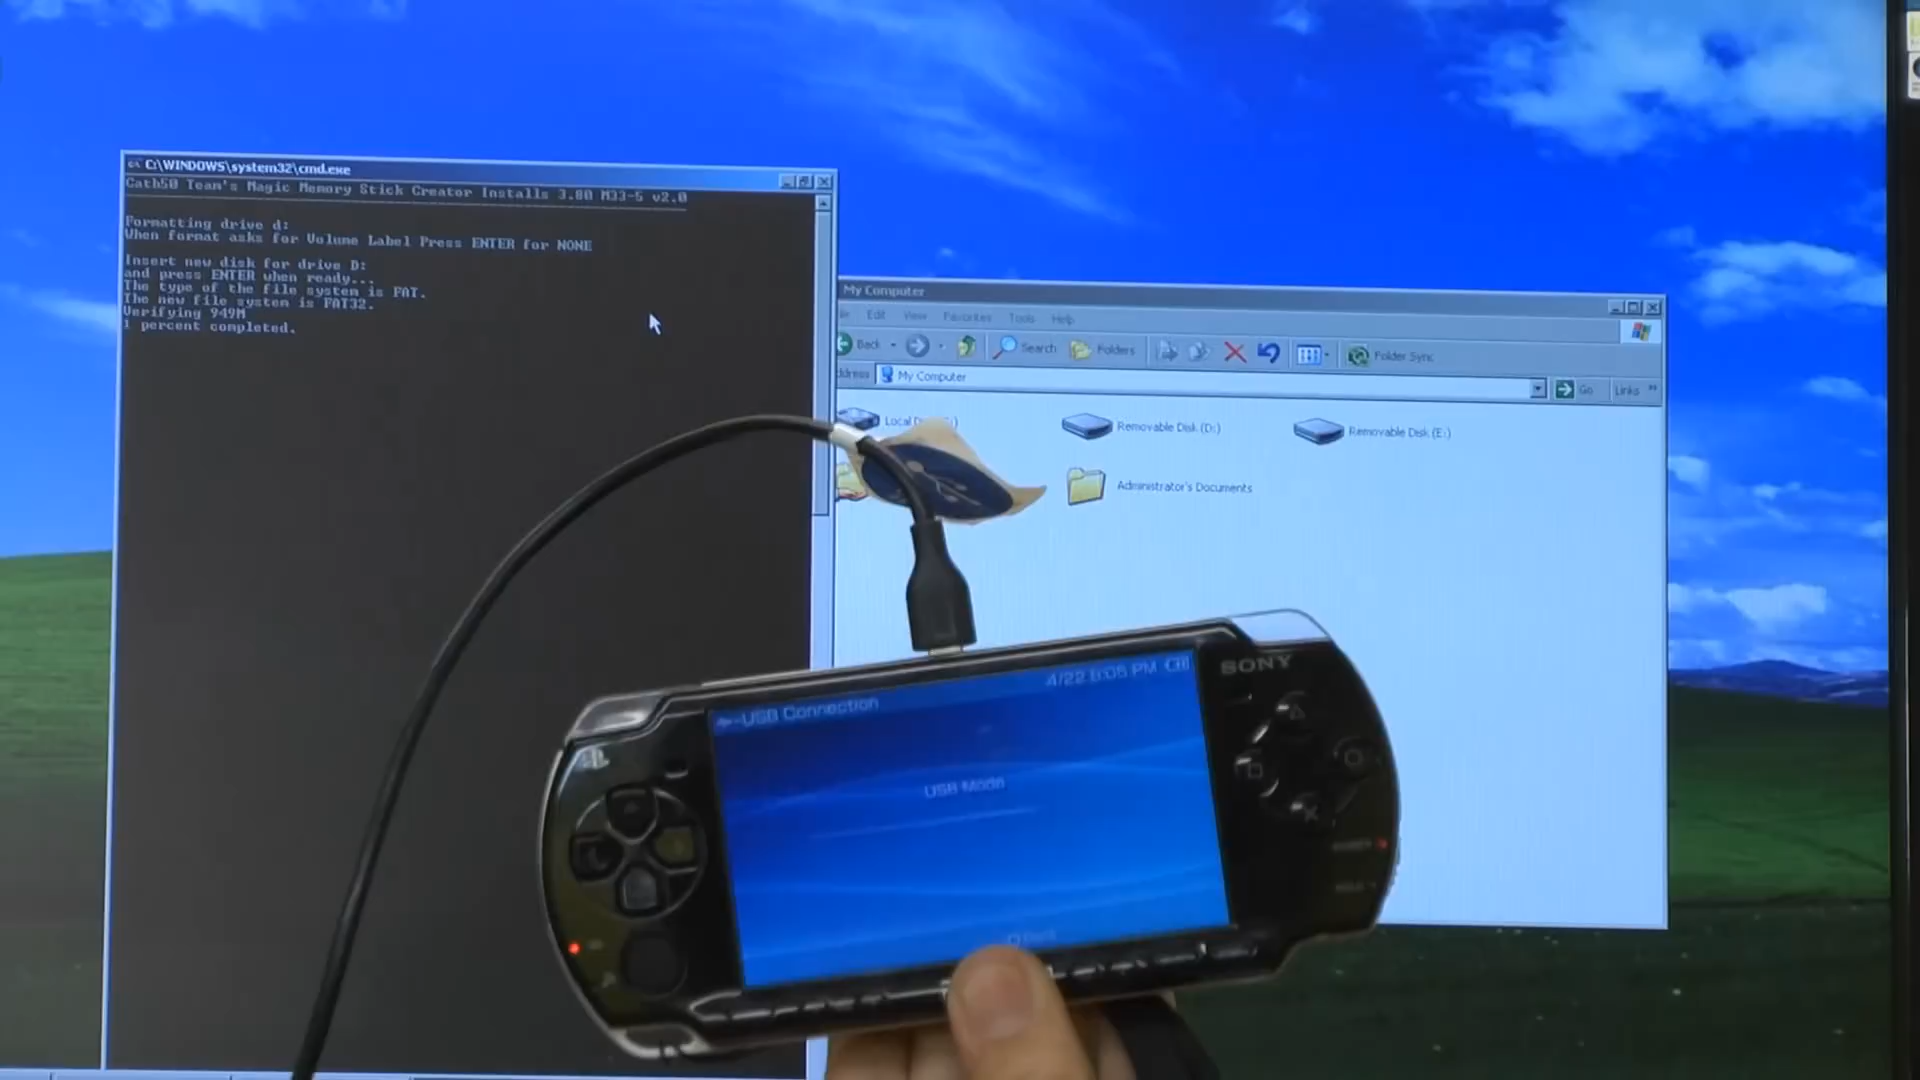 C:\WINDOWS\system32\cmd.exe
Cath50 Team's Magic Memory Stick Creator Installs 3.80 M33-5 v2.0
Formatting drive d:
When format asks for Volume Label Press ENTER for NONE
Insert new disk for drive D:
and press ENTER when ready...
The type of the file system is FAT.
The new file system is FAT32.
Verifying 949M
1 percent completed.
My Computer
Edit View Favorites Tools Help
Back Search Folders Folder Sync
My Computer Go Links »
Local Removable Disk (D:) Removable Disk (E:)
Administrator's Documents
SONY
4/22 8:05 PM
USB Connection
USB Mode